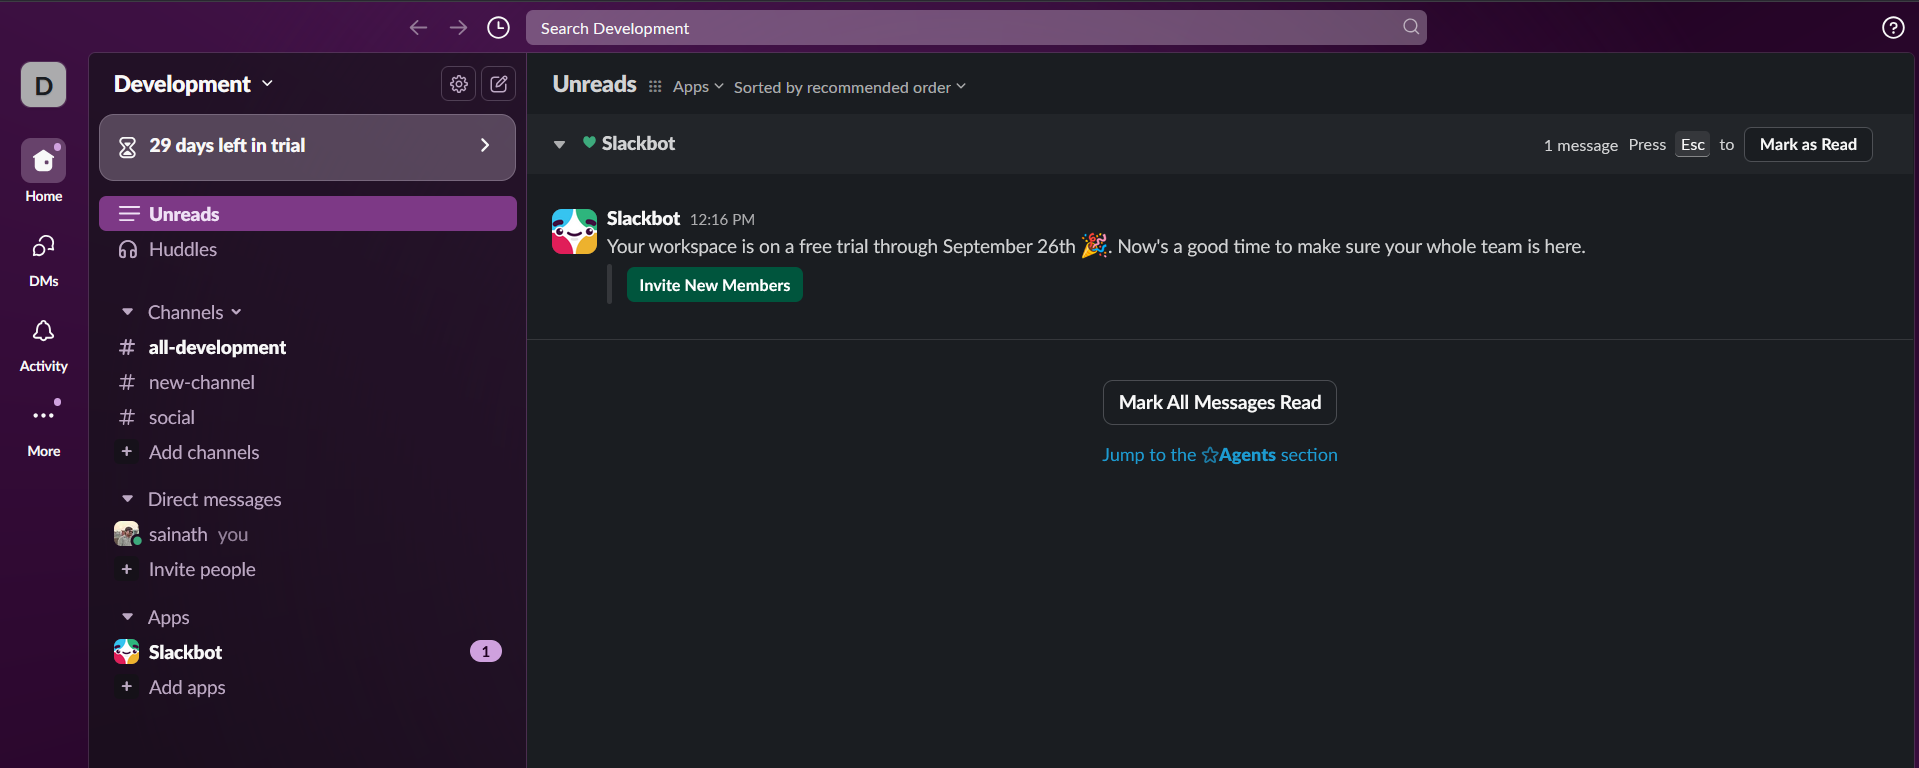 Search Development
D
Home
DMs
Activity
More
Development
29 days left in trial
Unreads
Huddles
Channels
# all-development
# new-channel
# social
+ Add channels
Direct messages
sainath you
+ Invite people
Apps
Slackbot 1
+ Add apps
Unreads Apps Sorted by recommended order
Slackbot 1 message Press Esc to Mark as Read
Slackbot 12:16 PM
Your workspace is on a free trial through September 26th 🎉. Now's a good time to make sure your whole team is here.
Invite New Members
Mark All Messages Read
Jump to the ☆Agents section